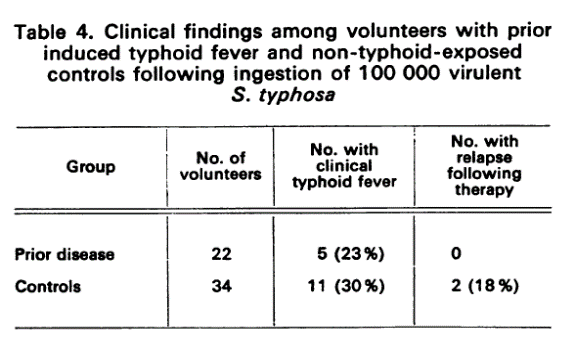 Table 4. Clinical findings among volunteers with prior
induced typhoid fever and non-typhoid-exposed
controls following ingestion of 100 000 virulent
S. typhosa
Group No. of volunteers No. with clinical typhoid fever No. with relapse following therapy
Prior disease 22 5 (23%) 0
Controls 34 11 (30%) 2 (18%)